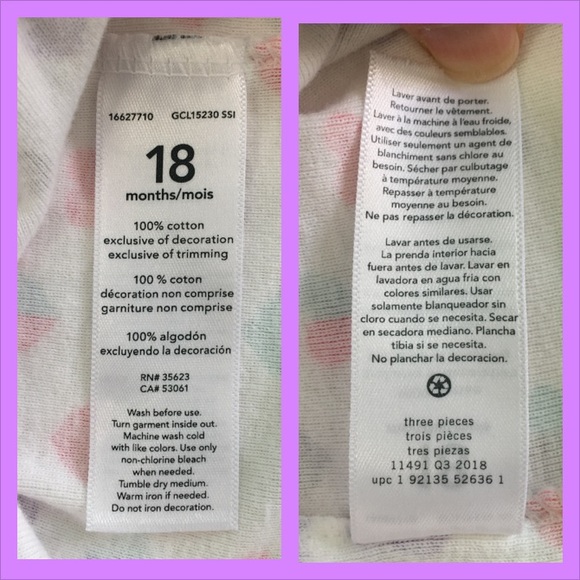 16627710 GCL15230 SSI
18
months/mois
100% cotton
exclusive of decoration
exclusive of trimming
100 % coton
décoration non comprise
garniture non comprise
100% algodón
excluyendo la decoración
RN# 35623
CA# 53061
Wash before use.
Turn garment inside out.
Machine wash cold
with like colors. Use only
non-chlorine bleach
when needed.
Tumble dry medium.
Warm iron if needed.
Do not iron decoration.
Laver avant de porter.
Retourner le vêtement.
Laver à la machine à l'eau froide,
avec des couleurs semblables.
Utiliser seulement un agent de
blanchiment sans chlore au
besoin. Sécher par culbutage
à température moyenne.
Repasser à température
moyenne au besoin.
Ne pas repasser la décoration.
Lavar antes de usarse.
La prenda interior hacia
fuera antes de lavar. Lavar en
lavadora en agua fria con
colores similares. Usar
solamente blanqueador sin
cloro cuando se necesita. Secar
en secadora mediano. Plancha
tibia si se necesita.
No planchar la decoracion.
three pieces
trois pièces
tres piezas
11491 Q3 2018
upc 1 92135 52636 1